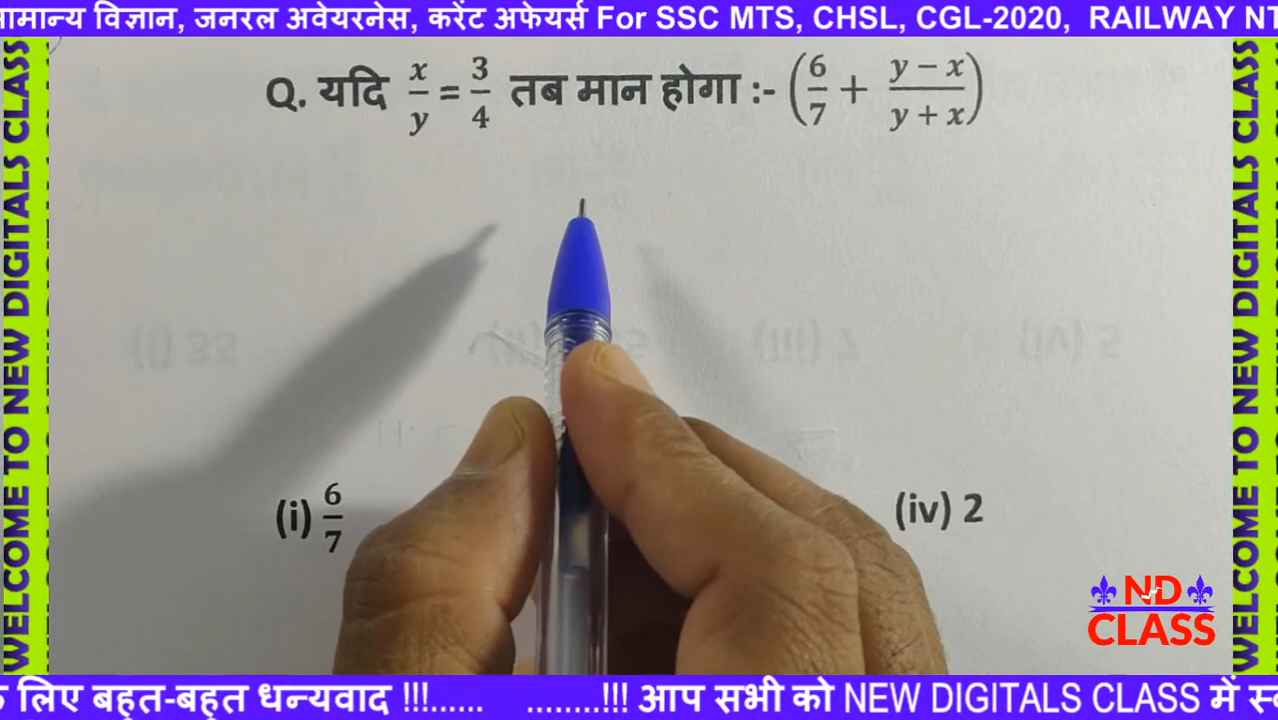 सामान्य विज्ञान, जनरल अवेयरनेस, करेंट अफेयर्स For SSC MTS, CHSL, CGL-2020, RAILWAY NT
WELCOME TO NEW DIGITALS CLASS
Q. यदि x/y = 3/4 तब मान होगा :- (6/7 + y − x/y + x)
(i) 6/7
(iv) 2
ND
CLASS
WELCOME TO NEW DIGITALS CLASS
लिए बहुत-बहुत धन्यवाद !!!...... ........!!! आप सभी को NEW DIGITALS CLASS में